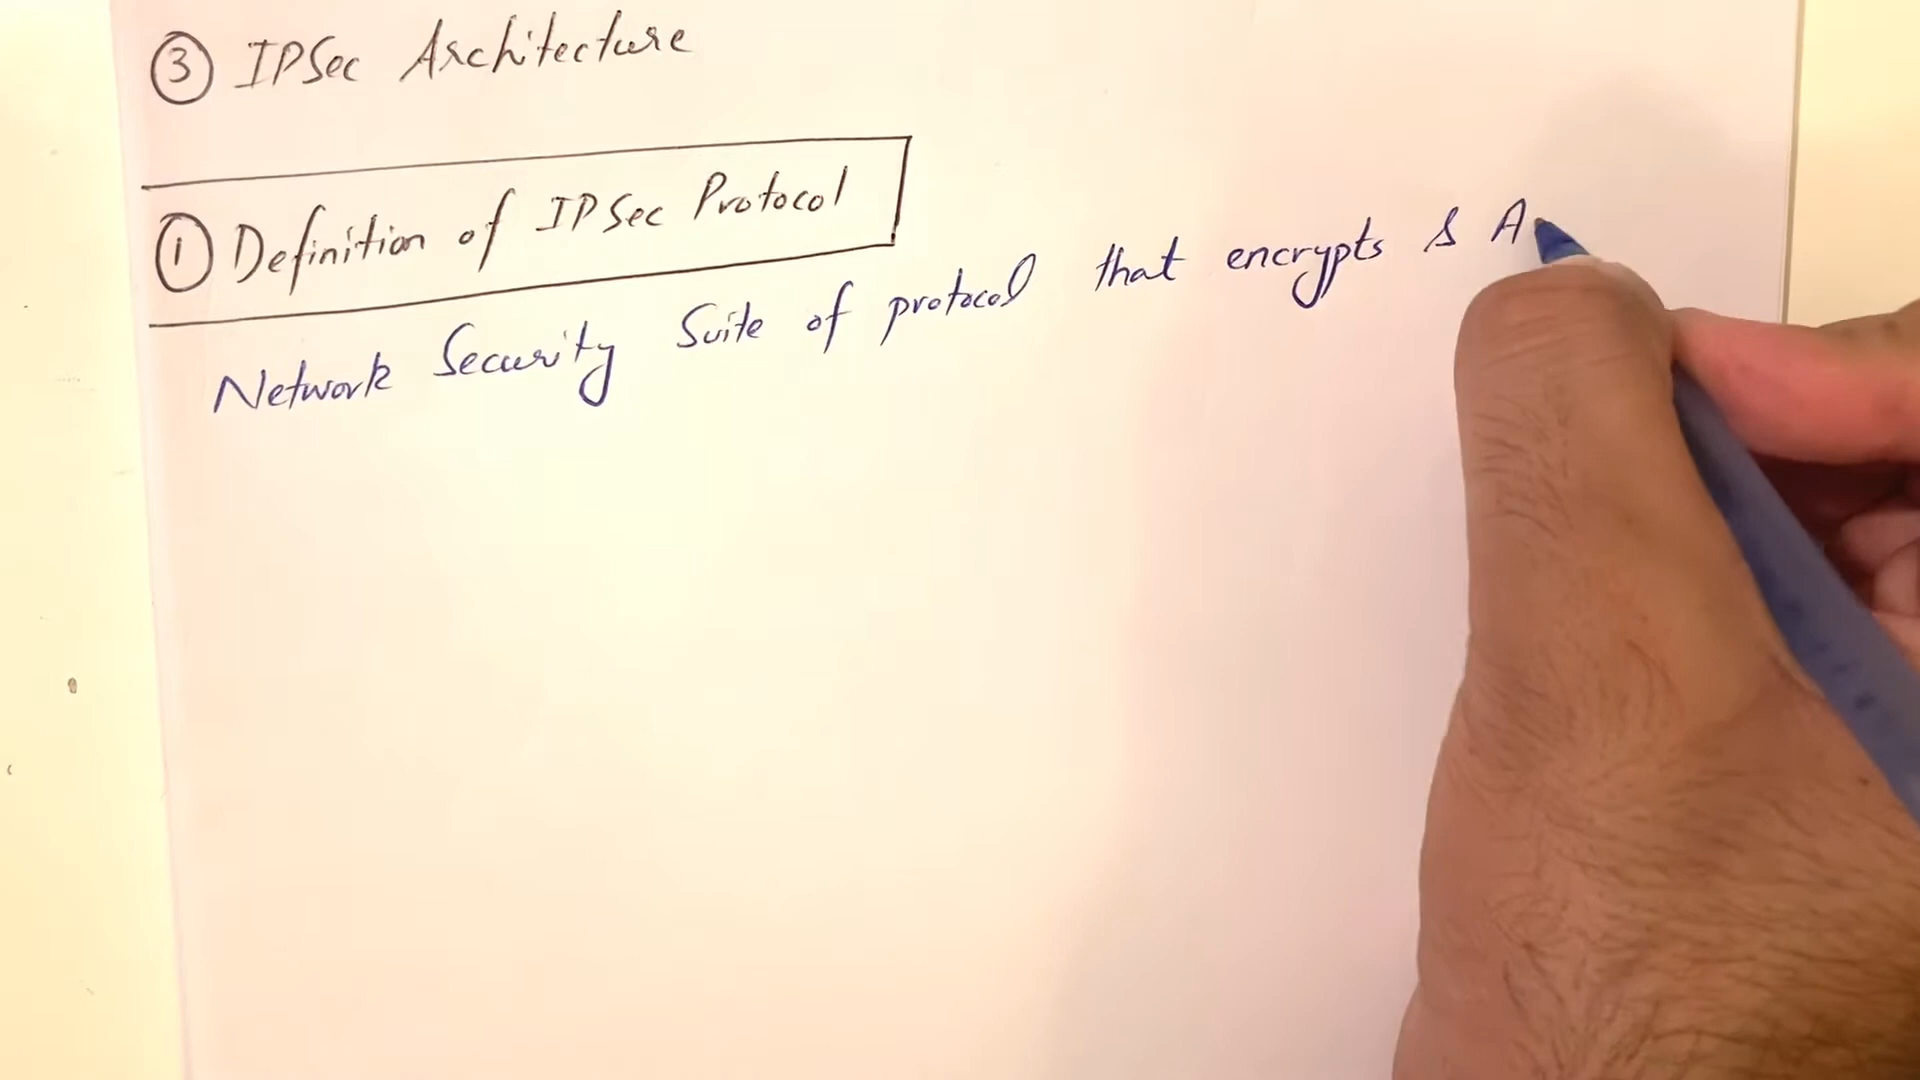 ③ IPSec Architecture
① Definition of IPSec Protocol
Network Security Suite of protocol that encrypts & A